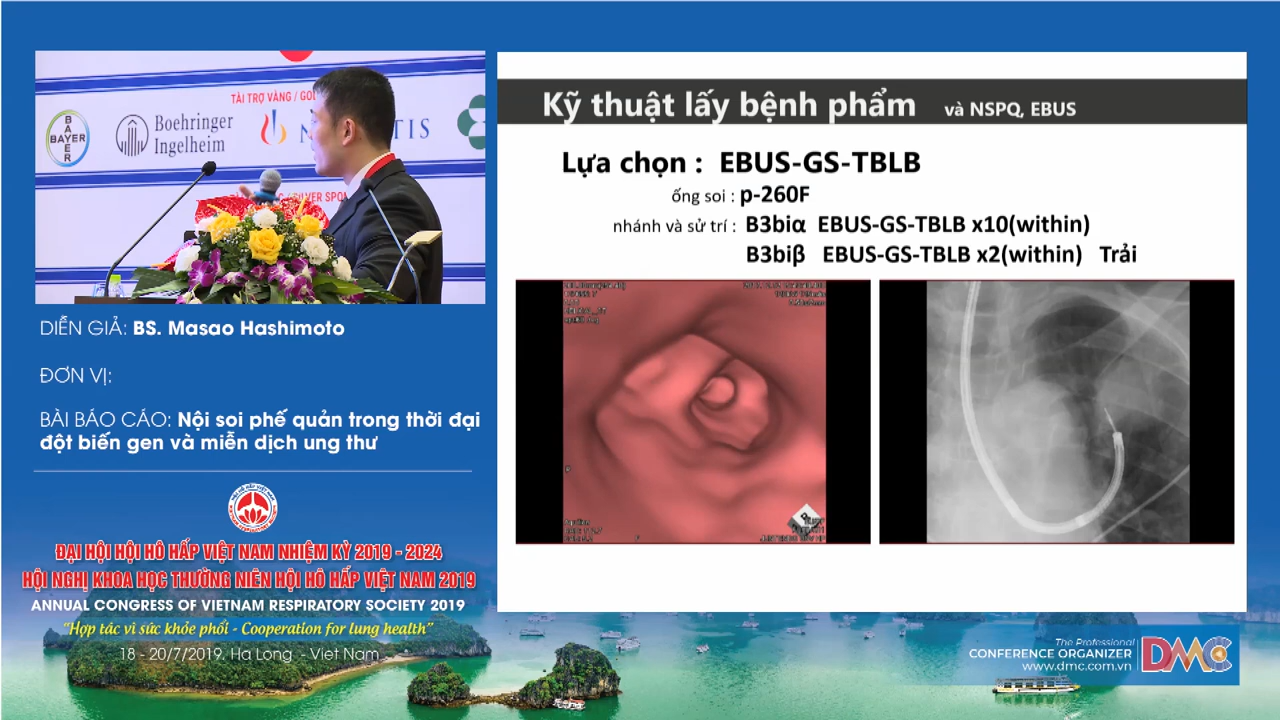 TÀI TRỢ VÀNG / GOL
BAYER
BAYER
Boehringer
Ingelheim
N
TIS
VER SPON
DIỄN GIẢ: BS. Masao Hashimoto
ĐƠN VỊ:
BÀI BÁO CÁO: Nội soi phế quản trong thời đại
đột biến gen và miễn dịch ung thư
ĐẠI HỘI HỘI HÔ HẤP VIỆT NAM NHIỆM KỲ 2019 - 2024
HỘI NGHỊ KHOA HỌC THƯỜNG NIÊN HỘI HÔ HẤP VIỆT NAM 2019
ANNUAL CONGRESS OF VIETNAM RESPIRATORY SOCIETY 2019
"Hợp tác vì sức khỏe phổi - Cooperation for lung health"
18 - 20/7/2019. Ha Long - Viet Nam
Kỹ thuật lấy bệnh phẩm và NSPQ, EBUS
Lựa chọn : EBUS-GS-TBLB
ống soi : p-260F
nhánh và sử trí : B3biα EBUS-GS-TBLB x10(within)
B3biβ EBUS-GS-TBLB x2(within) Trải
The Professional
CONFERENCE ORGANIZER
www.dmc.com.vn
DMC